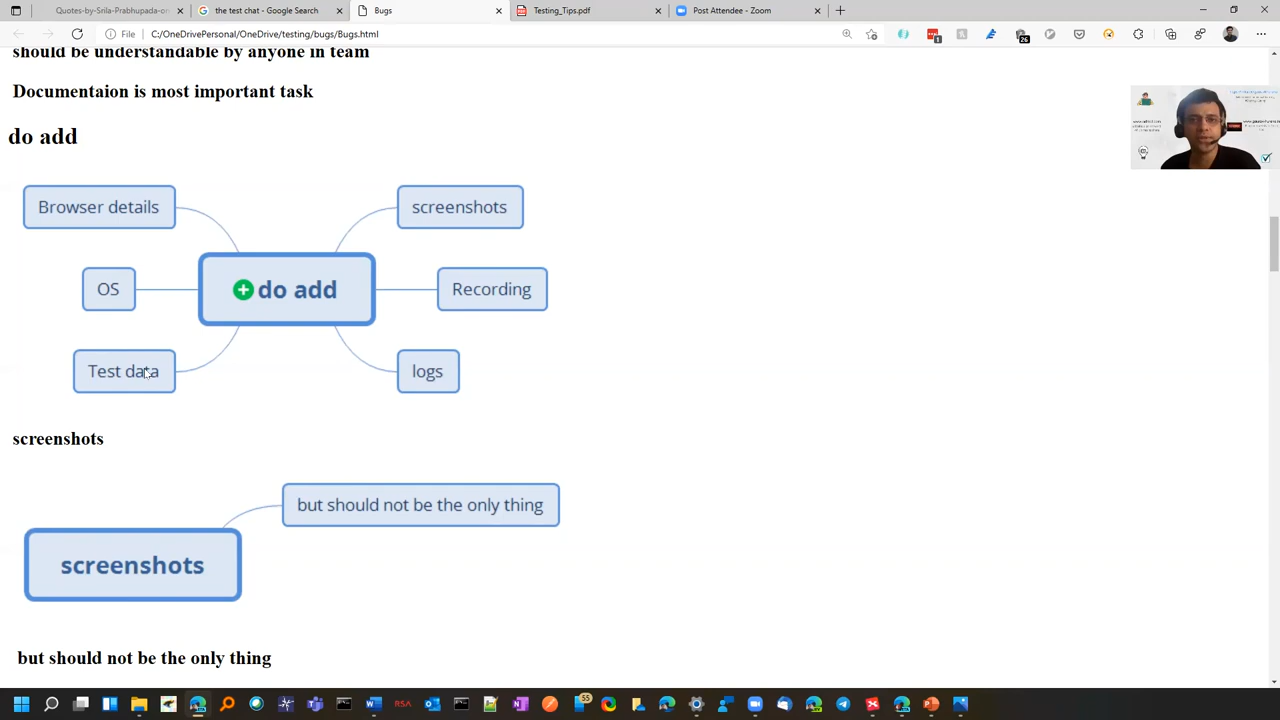 Quotes-by-Srila-Prabhupada-on
the test chat - Google Search
Bugs
Testing_Tips.pdf
Post Attendee - Zoom
File
C:/OneDrivePersonal/OneDrive/testing/bugs/Bugs.html
should be understandable by anyone in team
Documentaion is most important task
do add
Browser details
screenshots
OS
do add
Recording
Test data
logs
screenshots
but should not be the only thing
screenshots
but should not be the only thing